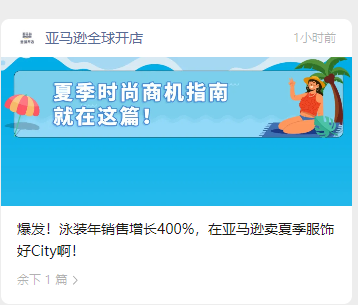 亚马逊全球开店
1小时前
夏季时尚商机指南
就在这篇！
爆发！泳装年销售增长400%，在亚马逊卖夏季服饰
好City啊！
余下 1 篇